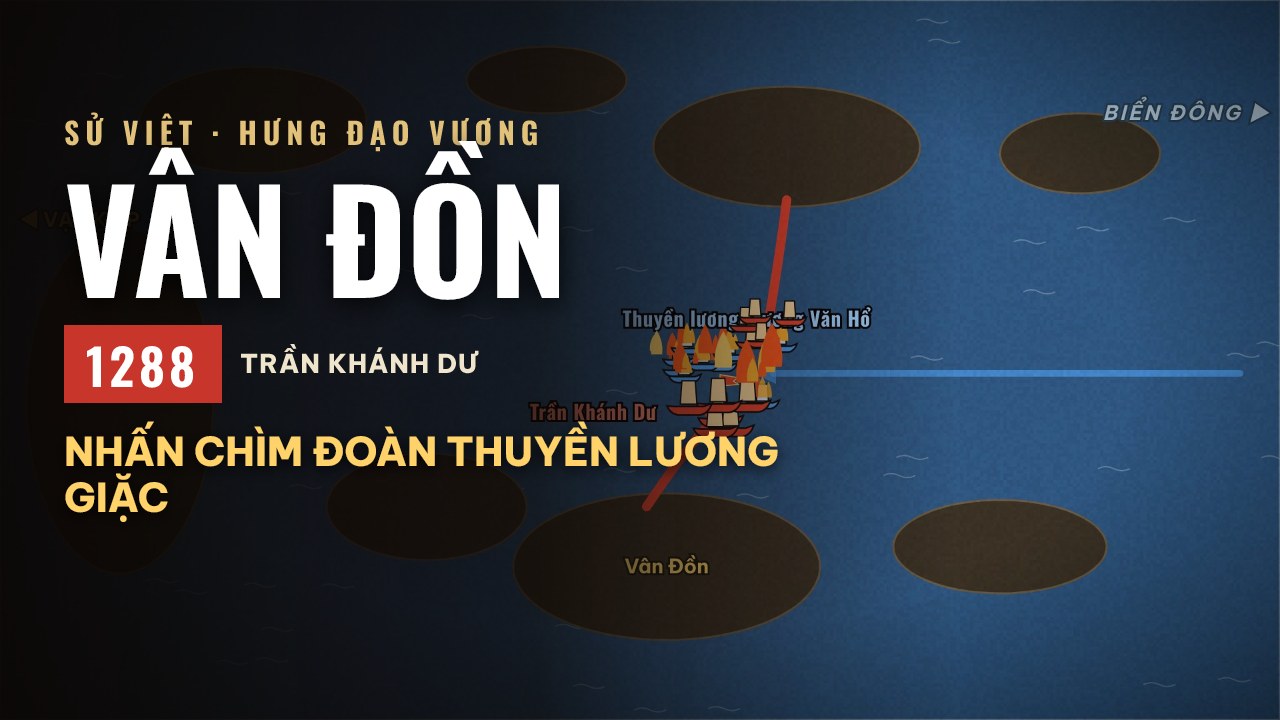 SỬ VIỆT · HƯNG ĐẠO VƯƠNG
VÂN ĐỒN
1288
TRẦN KHÁNH DƯ
NHẤN CHÌM ĐOÀN THUYỀN LƯƠNG
GIẶC
BIỂN ĐÔNG
Thuyền lương Văn Hổ
Trần Khánh Dư
Vân Đồn